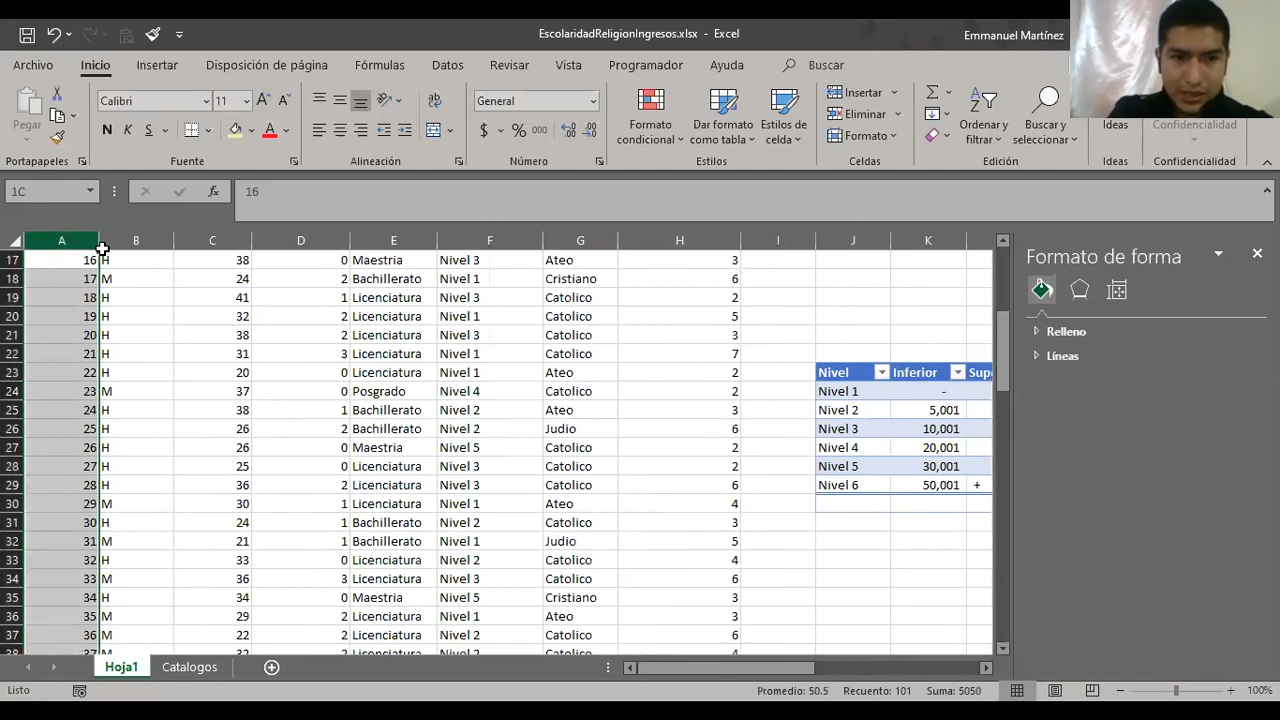 EscolaridadReligionIngresos.xlsx - Excel
Emmanuel Martínez
Archivo Inicio Insertar Disposición de página Fórmulas Datos Revisar Vista Programador Ayuda Buscar
Pegar
Calibri 11
N K S A
General
$ % 000
Formato condicional
Dar formato como tabla
Estilos de celda
Insertar
Eliminar
Formato
Ordenar y filtrar
Buscar y seleccionar
Ideas
Confidencialidad
Portapapeles Fuente Alineación Número Estilos Celdas Edición Ideas Confidencialidad
1C fx 16
A B C D E F G H I J K
17 16 H 38 0 Maestria Nivel 3 Ateo 3
18 17 M 24 2 Bachillerato Nivel 1 Cristiano 6
19 18 H 41 1 Licenciatura Nivel 3 Catolico 2
20 19 H 32 2 Licenciatura Nivel 1 Catolico 5
21 20 H 38 2 Licenciatura Nivel 3 Catolico 3
22 21 H 31 3 Licenciatura Nivel 1 Catolico 7
23 22 H 20 0 Licenciatura Nivel 1 Ateo 2 Nivel Inferior Supe
24 23 M 37 0 Posgrado Nivel 4 Catolico 2 Nivel 1 -
25 24 H 38 1 Bachillerato Nivel 2 Ateo 3 Nivel 2 5,001
26 25 H 26 2 Bachillerato Nivel 2 Judio 6 Nivel 3 10,001
27 26 H 26 0 Maestria Nivel 5 Catolico 2 Nivel 4 20,001
28 27 H 25 0 Licenciatura Nivel 3 Catolico 2 Nivel 5 30,001
29 28 H 36 2 Licenciatura Nivel 3 Catolico 6 Nivel 6 50,001 +
30 29 M 30 1 Licenciatura Nivel 1 Ateo 4
31 30 H 24 1 Bachillerato Nivel 2 Catolico 3
32 31 M 21 1 Bachillerato Nivel 1 Judio 5
33 32 H 33 0 Licenciatura Nivel 2 Catolico 4
34 33 M 36 3 Licenciatura Nivel 3 Catolico 6
35 34 H 34 0 Maestria Nivel 5 Cristiano 3
36 35 M 29 2 Licenciatura Nivel 1 Ateo 3
37 36 M 22 2 Licenciatura Nivel 2 Catolico 6
38 37 M 32 2 Licenciatura Nivel 2 Catolico 4
Formato de forma
Relleno
Líneas
Hoja1 Catalogos
Listo Promedio: 50.5 Recuento: 101 Suma: 5050 100%